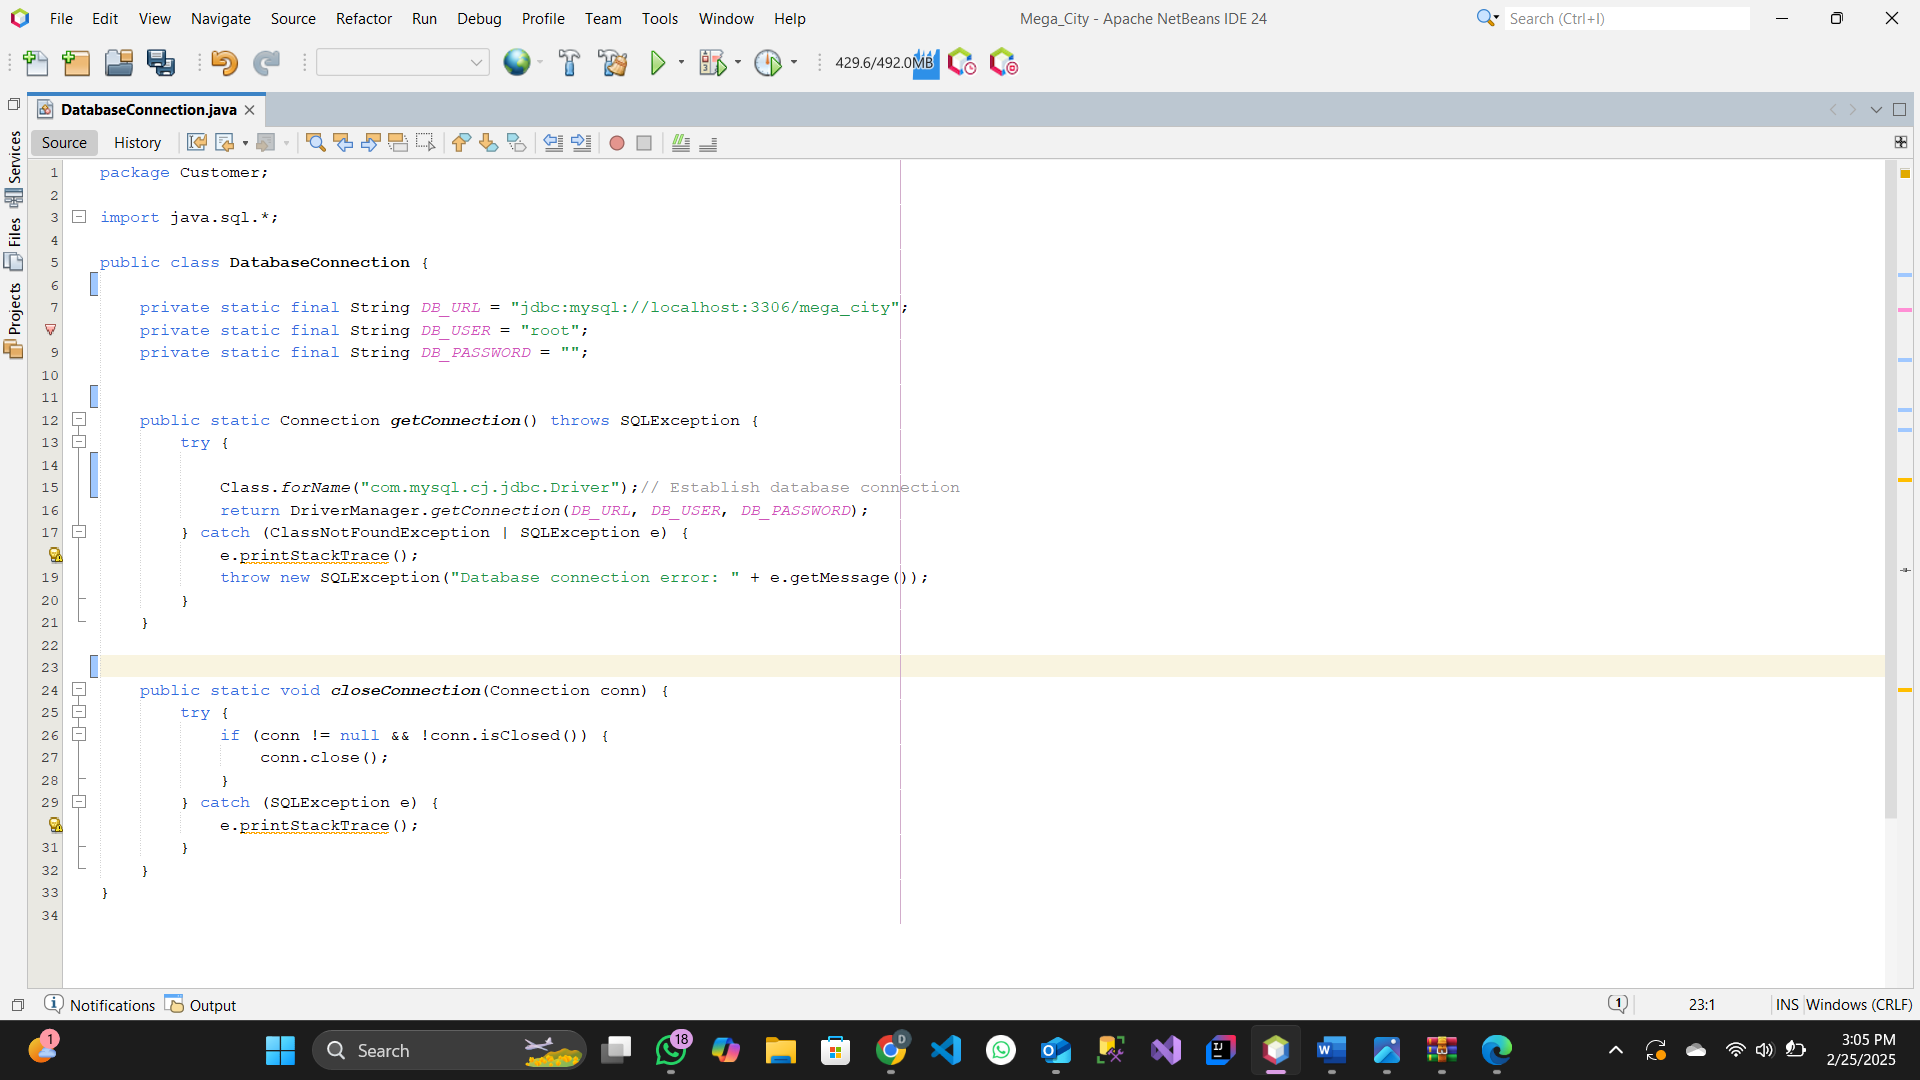 File Edit View Navigate Source Refactor Run Debug Profile Team Tools Window Help
Mega_City - Apache NetBeans IDE 24
Search (Ctrl+I)
429.6/492.0MB
DatabaseConnection.java
Source History
Services
Files
Projects
1 package Customer;
2
3 import java.sql.*;
4
5 public class DatabaseConnection {
6
7 private static final String DB_URL = "jdbc:mysql://localhost:3306/mega_city";
private static final String DB_USER = "root";
9 private static final String DB_PASSWORD = "";
10
11
12 public static Connection getConnection() throws SQLException {
13 try {
14
15 Class.forName("com.mysql.cj.jdbc.Driver");// Establish database connection
16 return DriverManager.getConnection(DB_URL, DB_USER, DB_PASSWORD);
17 } catch (ClassNotFoundException | SQLException e) {
e.printStackTrace();
19 throw new SQLException("Database connection error: " + e.getMessage());
20 }
21 }
22
23
24 public static void closeConnection(Connection conn) {
25 try {
26 if (conn != null && !conn.isClosed()) {
27 conn.close();
28 }
29 } catch (SQLException e) {
e.printStackTrace();
31 }
32 }
33 }
34
Notifications Output
1
23:1
INS Windows (CRLF)
1
Search
18
D
3:05 PM
2/25/2025